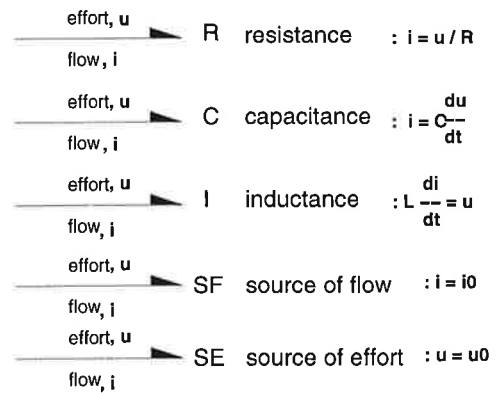 effort, u
R resistance : i = u / R
flow, i
effort, u
C capacitance : i = C du/dt
flow, i
effort, u
I inductance : L di/dt = u
flow, i
effort, u
SF source of flow : i = i0
flow, i
effort, u
SE source of effort : u = u0
flow, i